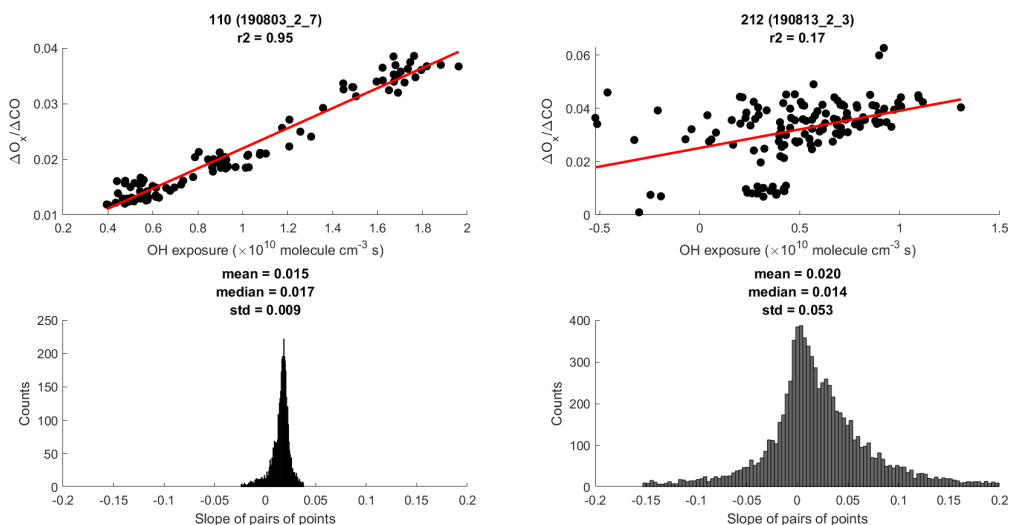 110 (190803_2_7)
r2 = 0.95
0.04
0.03
0.02
0.01
ΔOₓ/ΔCO
0.2 0.4 0.6 0.8 1 1.2 1.4 1.6 1.8 2
OH exposure (×10¹⁰ molecule cm⁻³ s)
212 (190813_2_3)
r2 = 0.17
0.06
0.04
0.02
0
ΔOₓ/ΔCO
-0.5 0 0.5 1 1.5
OH exposure (×10¹⁰ molecule cm⁻³ s)
mean = 0.015
median = 0.017
std = 0.009
250
200
150
100
50
0
Counts
-0.2 -0.15 -0.1 -0.05 0 0.05 0.1 0.15 0.2
Slope of pairs of points
mean = 0.020
median = 0.014
std = 0.053
400
300
200
100
0
Counts
-0.2 -0.15 -0.1 -0.05 0 0.05 0.1 0.15 0.2
Slope of pairs of points